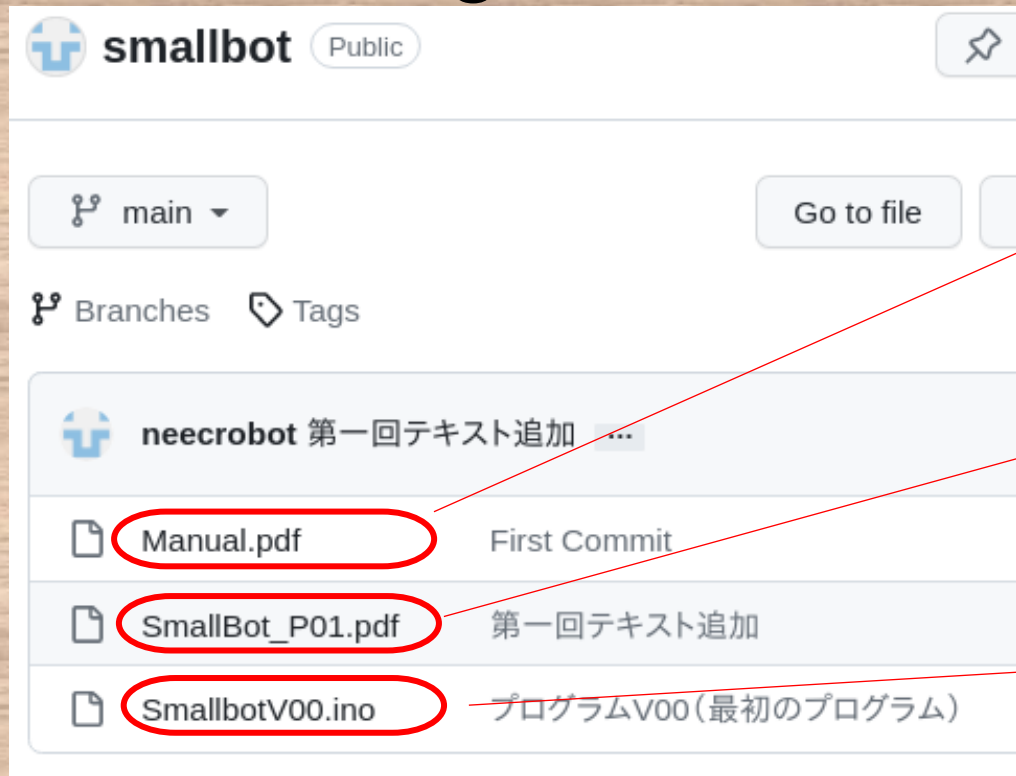 smallbot Public
main Go to file
Branches Tags
neecrobot 第一回テキスト追加 ...
Manual.pdf First Commit
SmallBot_P01.pdf 第一回テキスト追加
SmallbotV00.ino プログラムV00(最初のプログラム)